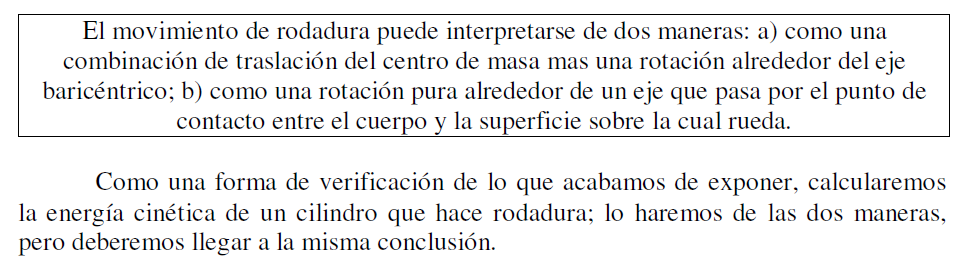 El movimiento de rodadura puede interpretarse de dos maneras: a) como una
combinación de traslación del centro de masa mas una rotación alrededor del eje
baricéntrico; b) como una rotación pura alrededor de un eje que pasa por el punto de
contacto entre el cuerpo y la superficie sobre la cual rueda.
Como una forma de verificación de lo que acabamos de exponer, calcularemos
la energía cinética de un cilindro que hace rodadura; lo haremos de las dos maneras,
pero deberemos llegar a la misma conclusión.